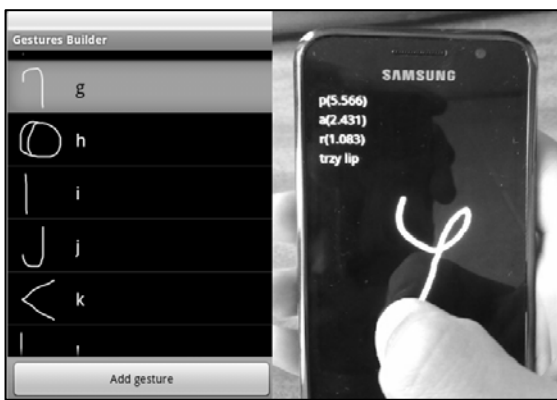 Gestures Builder
g
h
i
j
k
Add gesture
SAMSUNG
p(5.566)
a(2.431)
r(1.083)
trzy lip